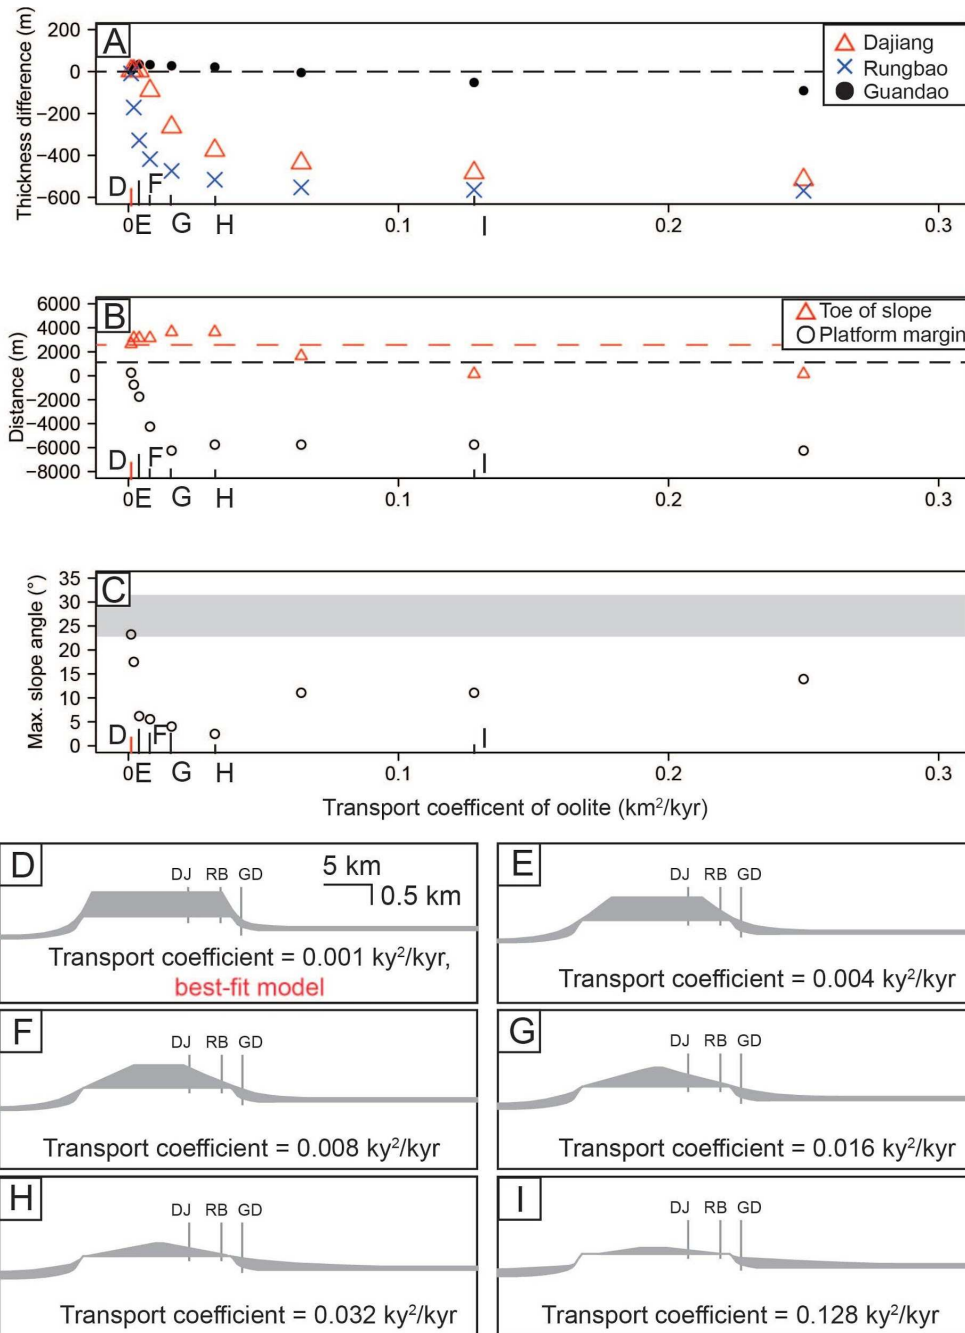 A
Thickness difference (m)
200
0
−200
−400
−600
Dajiang
Rungbao
Guandao
D
F
0
E
G
H
0.1
I
0.2
0.3
B
Distance (m)
6000
4000
2000
0
−2000
−4000
−6000
−8000
Toe of slope
Platform margin
D
F
I
0
E
G
H
0.1
0.2
0.3
C
Max. slope angle (°)
35
30
25
20
15
10
5
0
D
F
I
0
E
G
H
0.1
0.2
0.3
Transport coefficent of oolite (km²/kyr)
D
DJ RB GD
5 km
0.5 km
Transport coefficient = 0.001 ky²/kyr,
best-fit model
E
DJ RB GD
Transport coefficient = 0.004 ky²/kyr
F
DJ RB GD
Transport coefficient = 0.008 ky²/kyr
G
DJ RB GD
Transport coefficient = 0.016 ky²/kyr
H
DJ RB GD
Transport coefficient = 0.032 ky²/kyr
I
DJ RB GD
Transport coefficient = 0.128 ky²/kyr